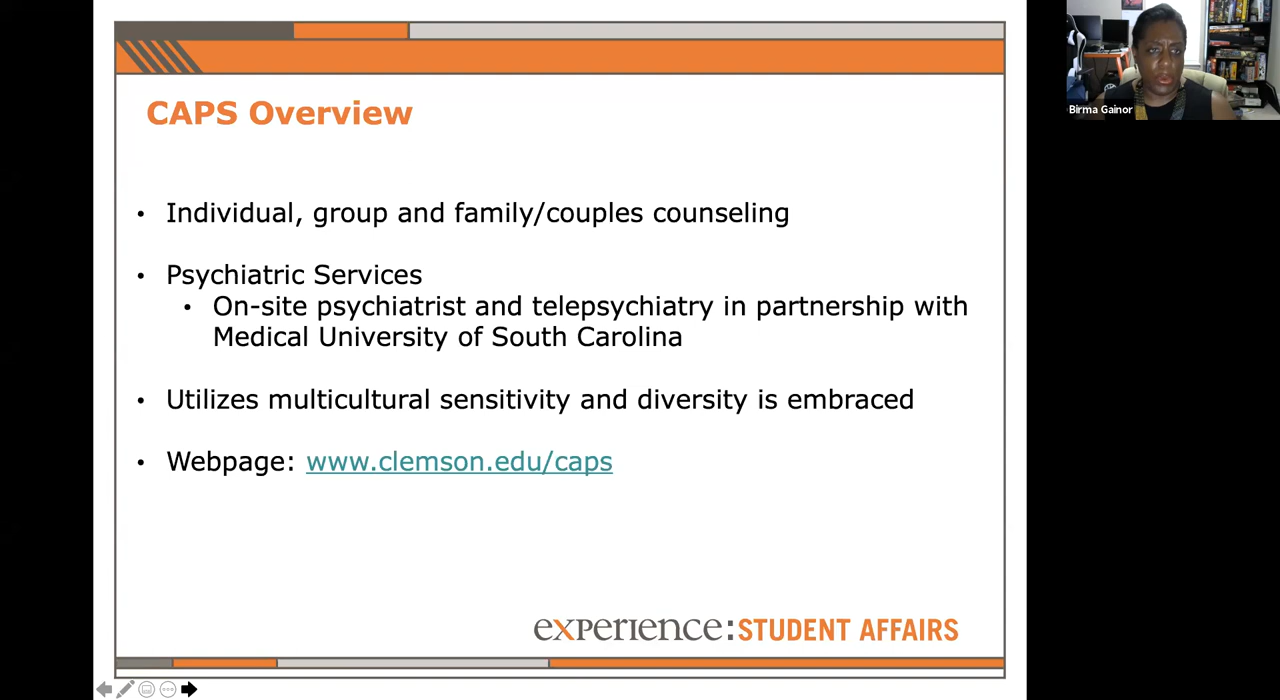 CAPS Overview
• Individual, group and family/couples counseling
• Psychiatric Services
• On-site psychiatrist and telepsychiatry in partnership with
Medical University of South Carolina
• Utilizes multicultural sensitivity and diversity is embraced
• Webpage: www.clemson.edu/caps
experience:STUDENT AFFAIRS
Birma Gainor